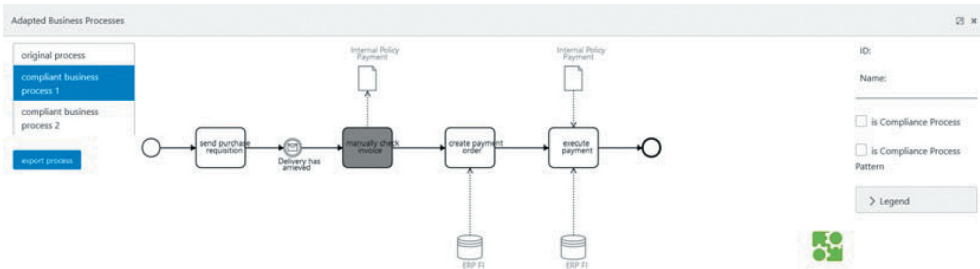 Adapted Business Processes
original process
compliant business
process 1
compliant business
process 2
export process
send purchase
requisition
Delivery has
arrieved
Internal Policy
Payment
manually check
invoice
create payment
order
ERP FI
Internal Policy
Payment
execute
payment
ERP FI
ID:
Name:
is Compliance Process
is Compliance Process
Pattern
Legend